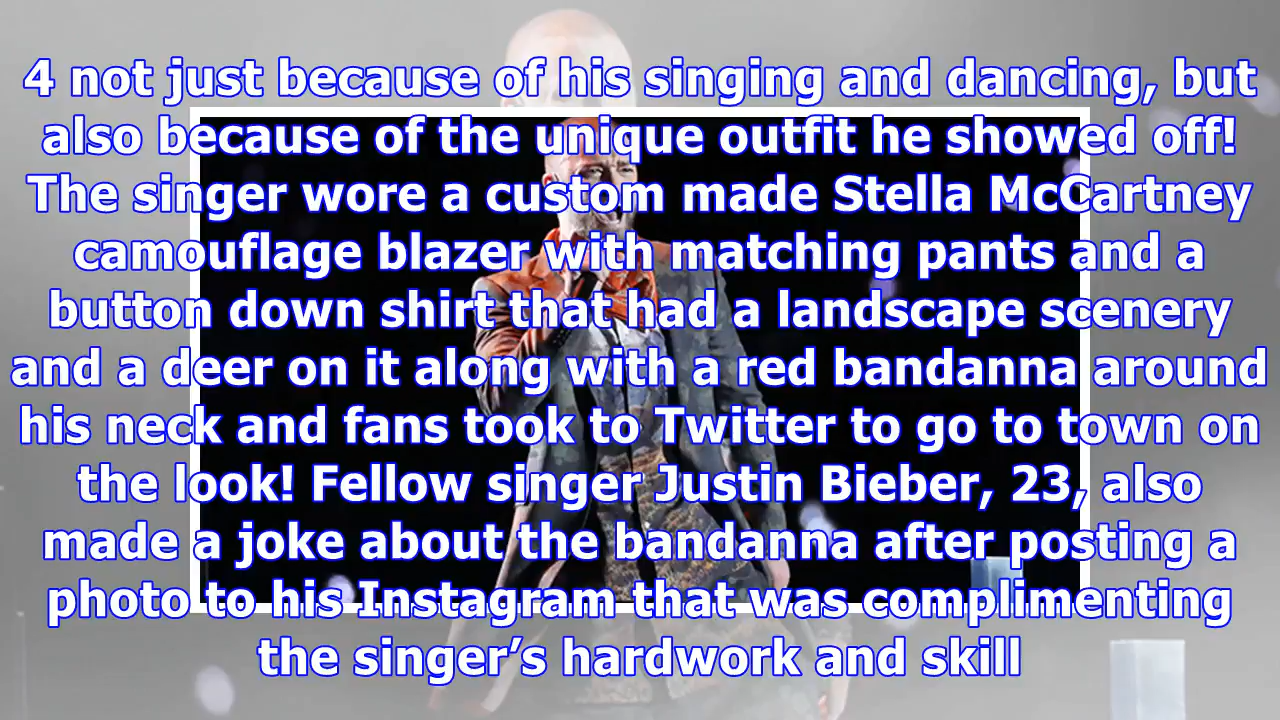 4 not just because of his singing and dancing, but
also because of the unique outfit he showed off!
The singer wore a custom made Stella McCartney
camouflage blazer with matching pants and a
button down shirt that had a landscape scenery
and a deer on it along with a red bandanna around
his neck and fans took to Twitter to go to town on
the look! Fellow singer Justin Bieber, 23, also
made a joke about the bandanna after posting a
photo to his Instagram that was complimenting
the singer’s hardwork and skill